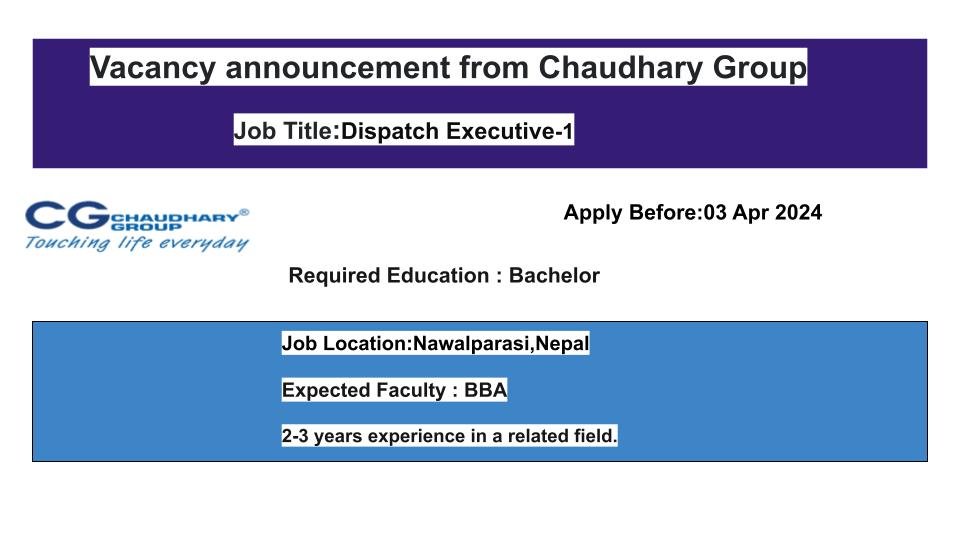 Vacancy announcement from Chaudhary Group
Job Title:Dispatch Executive-1
CG CHAUDHARY GROUP®
Touching life everyday
Apply Before:03 Apr 2024
Required Education : Bachelor
Job Location:Nawalparasi,Nepal
Expected Faculty : BBA
2-3 years experience in a related field.